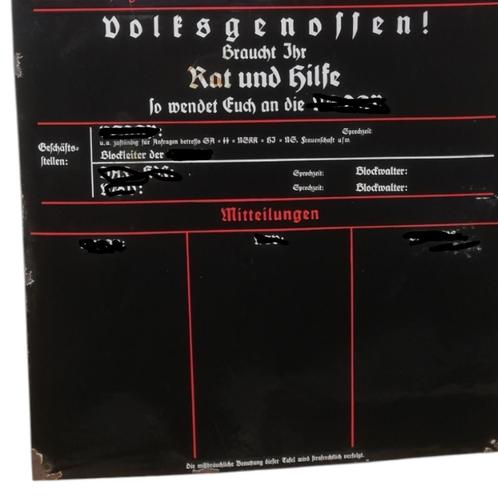 Volksgenossen!
Braucht Ihr
Rat und Hilfe
so wendet Euch an die
Geschäfts-
stellen:
Sprechzeit
u.a. zuständig für Anfragen betreffs SA • SS • NSKK • HJ • NS. Frauenschaft usw
Blockleiter der
Sprechzeit: Blockwalter:
Sprechzeit: Blockwalter:
Mitteilungen
Die mißbräuchliche Benutzung dieser Tafel wird strafrechtlich verfolgt.